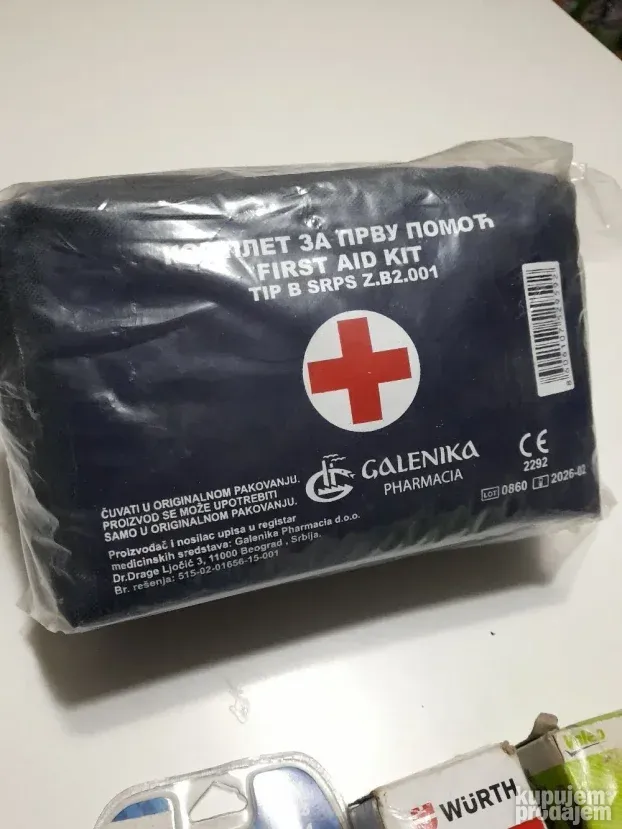 КОМПЛЕТ ЗА ПРВУ ПОМОЋ
FIRST AID KIT
TIP B SRPS Z.B2.001
GALENIKA
PHARMACIA
CE
2292
LOT 0860 2026-02
ČUVATI U ORIGINALNOM PAKOVANJU.
PROIZVOD SE MOŽE UPOTREBITI
SAMO U ORIGINALNOM PAKOVANJU.
Proizvođač i nosilac upisa u registar
medicinskih sredstava: Galenika Pharmacia d.o.o.
Dr.Drage Ljočić 3, 11000 Beograd , Srbija.
Br. rešenja: 515-02-01656-15-001
WÜRTH
Valeo
kupujem
prodajem